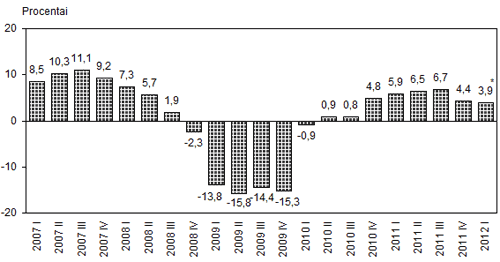 Procentai
20
10
0
-10
-20
8,5
10,3
11,1
9,2
7,3
5,7
1,9
-2,3
-13,8
-15,8
-14,4
-15,3
-0,9
0,9
0,8
4,8
5,9
6,5
6,7
4,4
3,9*
2007 I
2007 II
2007 III
2007 IV
2008 I
2008 II
2008 III
2008 IV
2009 I
2009 II
2009 III
2009 IV
2010 I
2010 II
2010 III
2010 IV
2011 I
2011 II
2011 III
2011 IV
2012 I